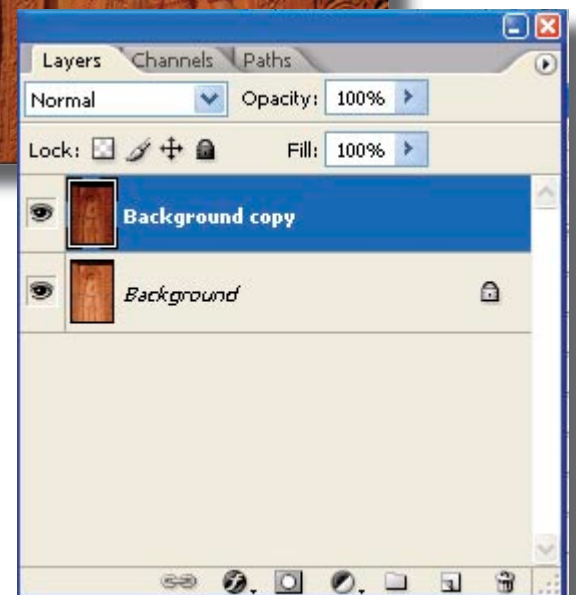 Layers Channels Paths
Normal Opacity: 100%
Lock: Fill: 100%
Background copy
Background